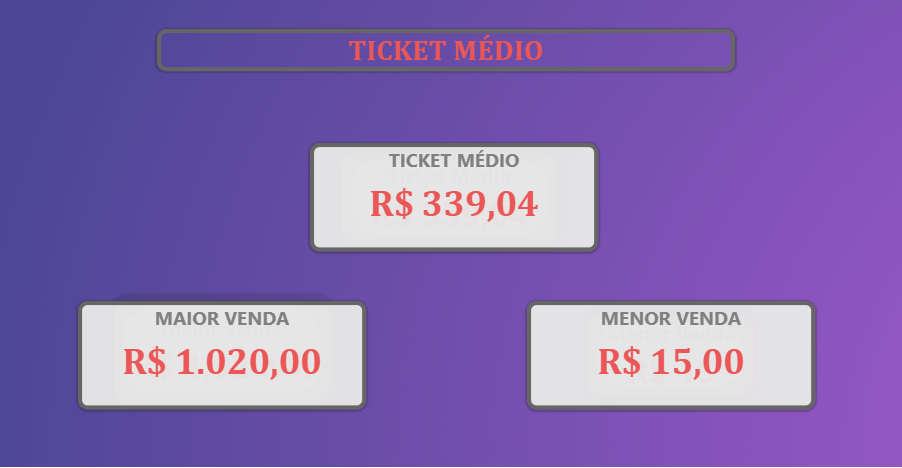 TICKET MÉDIO
TICKET MÉDIO
R$ 339,04
MAIOR VENDA
R$ 1.020,00
MENOR VENDA
R$ 15,00